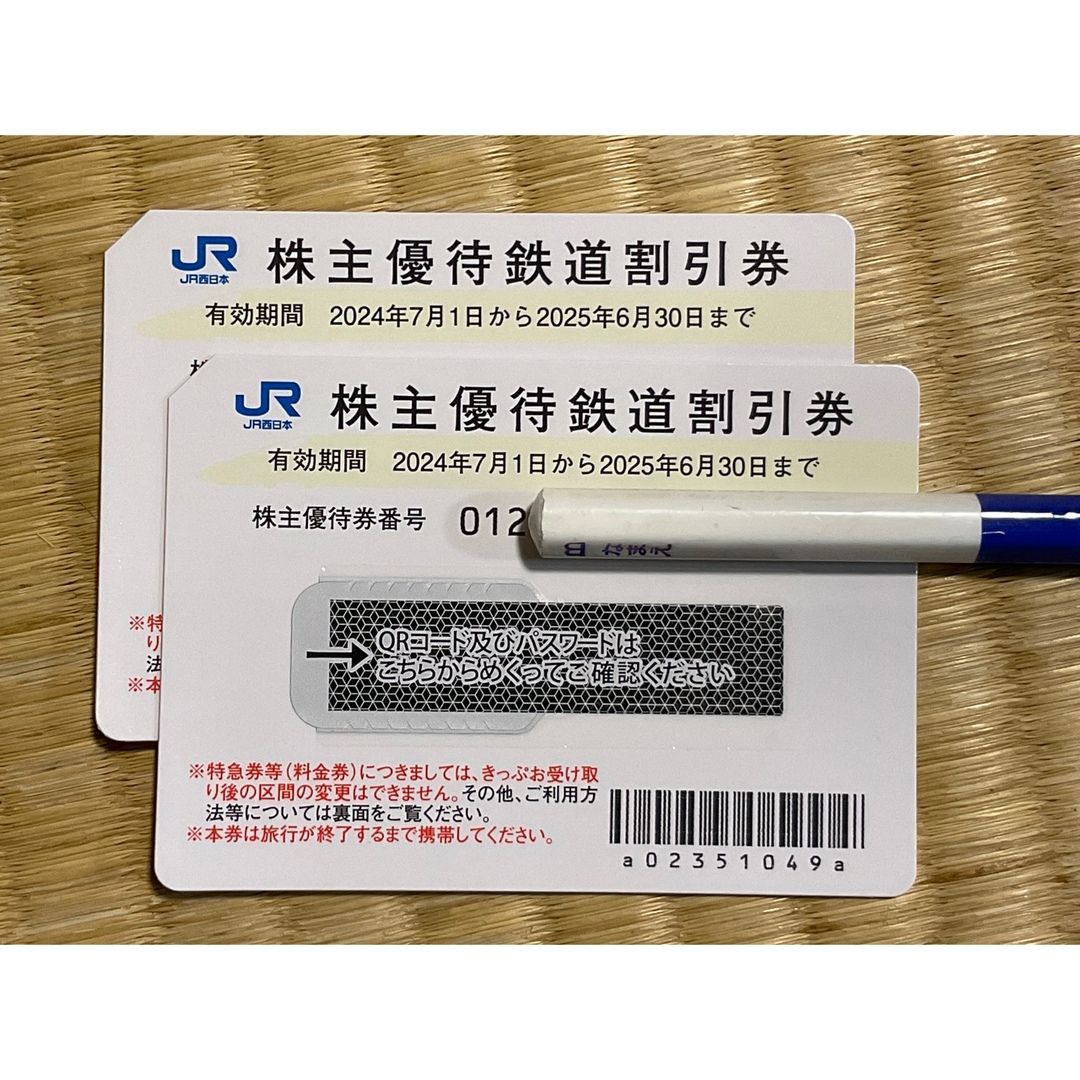 JR
JR西日本
株主優待鉄道割引券
有効期間 2024年7月1日から2025年6月30日まで
※特
り
法
※本
JR
JR西日本
株主優待鉄道割引券
有効期間 2024年7月1日から2025年6月30日まで
株主優待券番号 012
なまえ
QRコード及びパスワードは
こちらからめくってご確認ください
※特急券等(料金券)につきましては、きっぷお受け取
り後の区間の変更はできません。その他、ご利用方
法等については裏面をご覧ください。
※本券は旅行が終了するまで携帯してください。
a02351049a